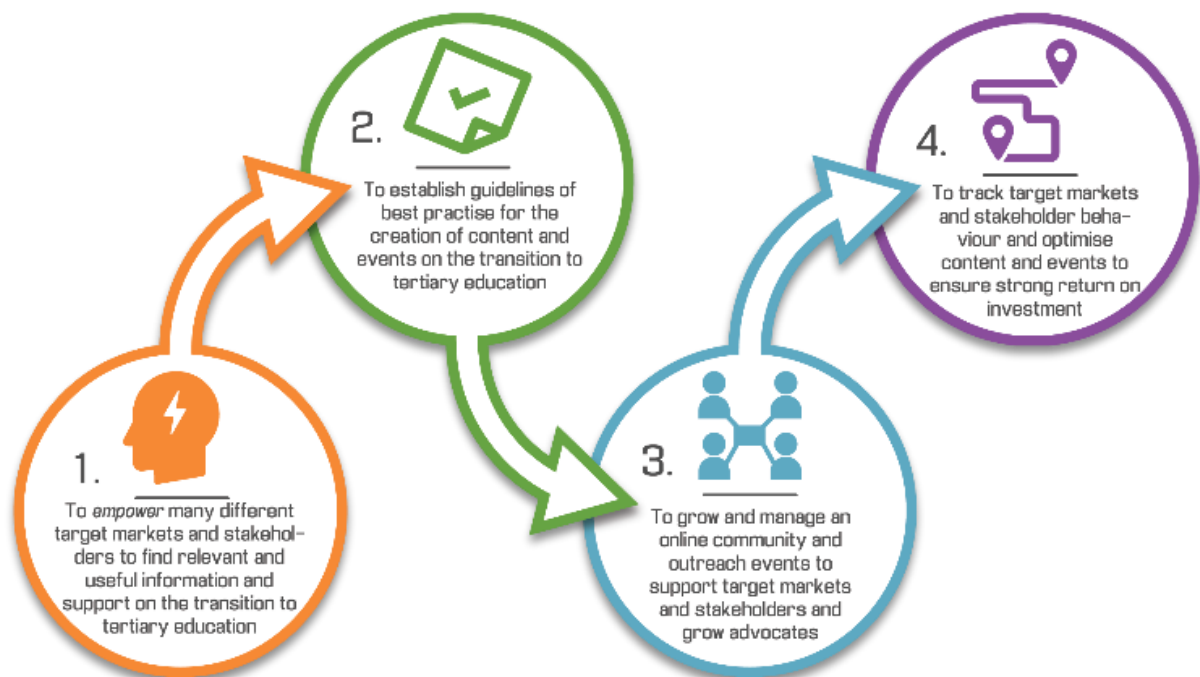 1.
To empower many different
target markets and stakehol-
ders to find relevant and
useful information and
support on the transition to
tertiary education
2.
To establish guidelines of
best practise for the
creation of content and
events on the transition to
tertiary education
3.
To grow and manage an
online community and
outreach events to
support target markets
and stakeholders and
grow advocates
4.
To track target markets
and stakeholder beha-
viour and optimise
content and events to
ensure strong return on
investment